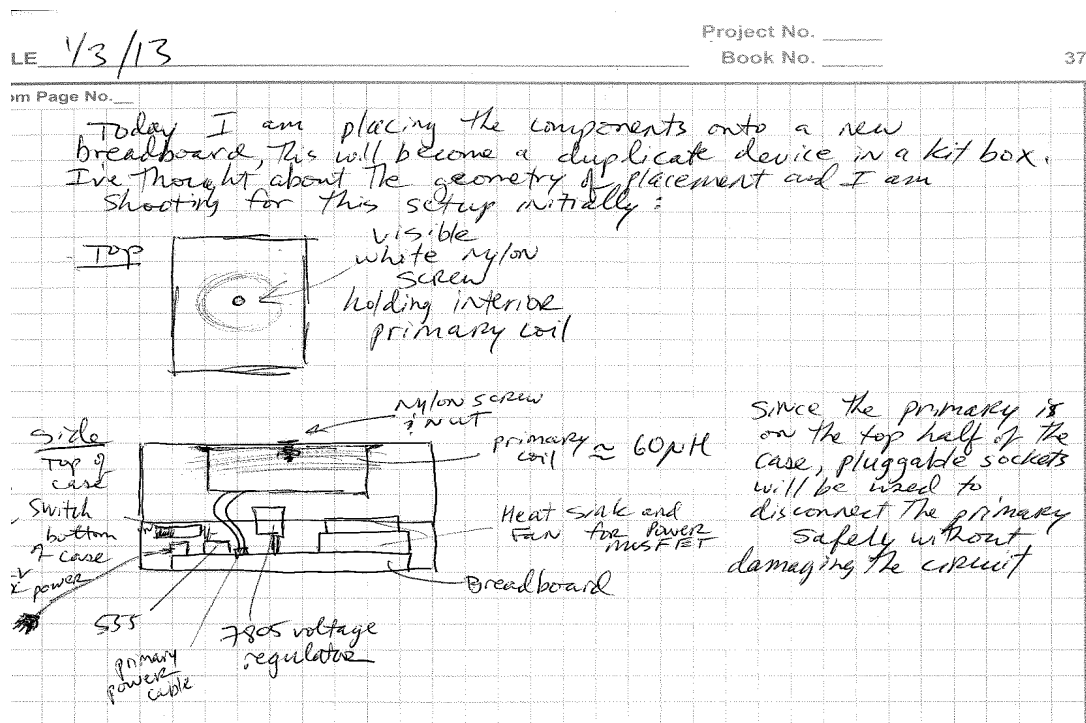 Project No.
LE 1/3/13
Book No.
37
om Page No.
Today I am placing the components onto a new
breadboard, This will become a duplicate device in a kit box.
I've thought about the geometry of placement and I am
shooting for this setup initially:
Top
visible
white nylon
screw
holding interior
primary coil
Nylon screw
& nut
Side
Top of
case
primary
coil ≈ 60μH
Switch
bottom
of case
power
Heat sink and
Fan for Power
MOSFET
Breadboard
555
7805 voltage
regulator
primary
power
cable
Since the primary is
on the top half of the
case, pluggable sockets
will be used to
disconnect the primary
safely without
damaging the circuit